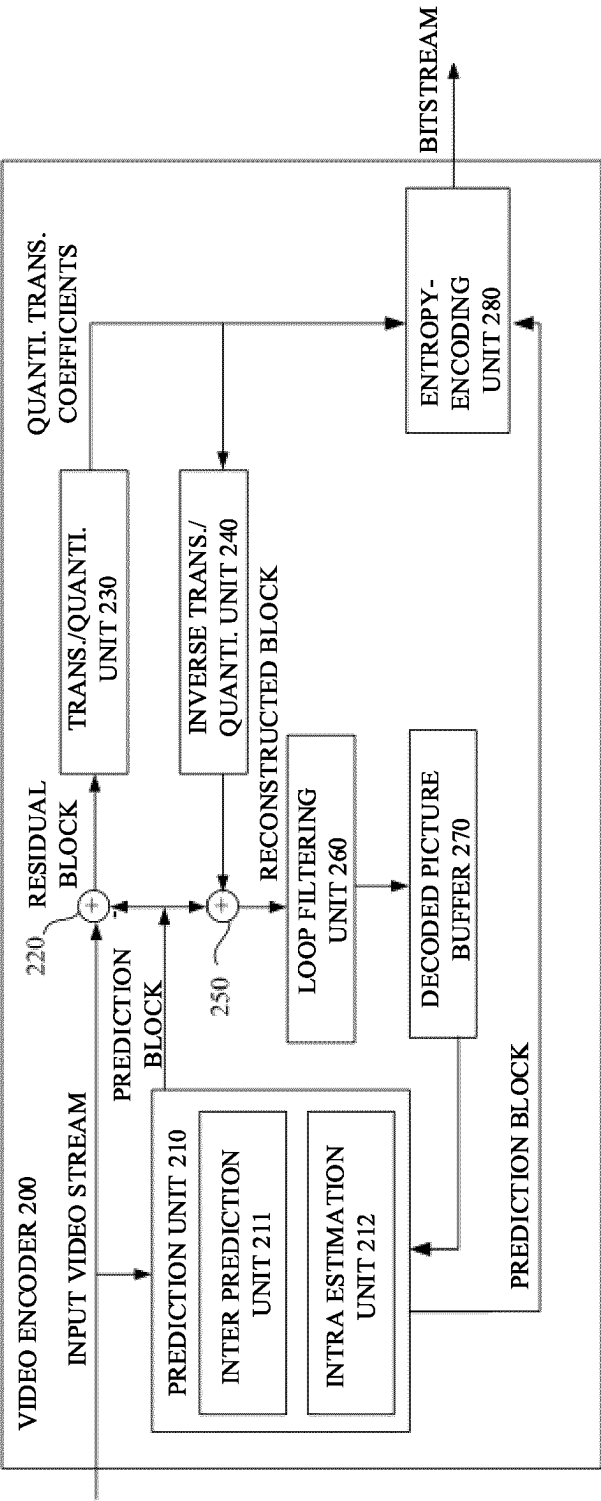 VIDEO ENCODER 200
INPUT VIDEO STREAM
220
RESIDUAL
BLOCK
TRANS./QUANTI.
UNIT 230
QUANTI. TRANS.
COEFFICIENTS
PREDICTION
BLOCK
-
250
INVERSE TRANS./
QUANTI. UNIT 240
RECONSTRUCTED BLOCK
PREDICTION UNIT 210
INTER PREDICTION
UNIT 211
INTRA ESTIMATION
UNIT 212
LOOP FILTERING
UNIT 260
DECODED PICTURE
BUFFER 270
ENTROPY-
ENCODING
UNIT 280
BITSTREAM
PREDICTION BLOCK